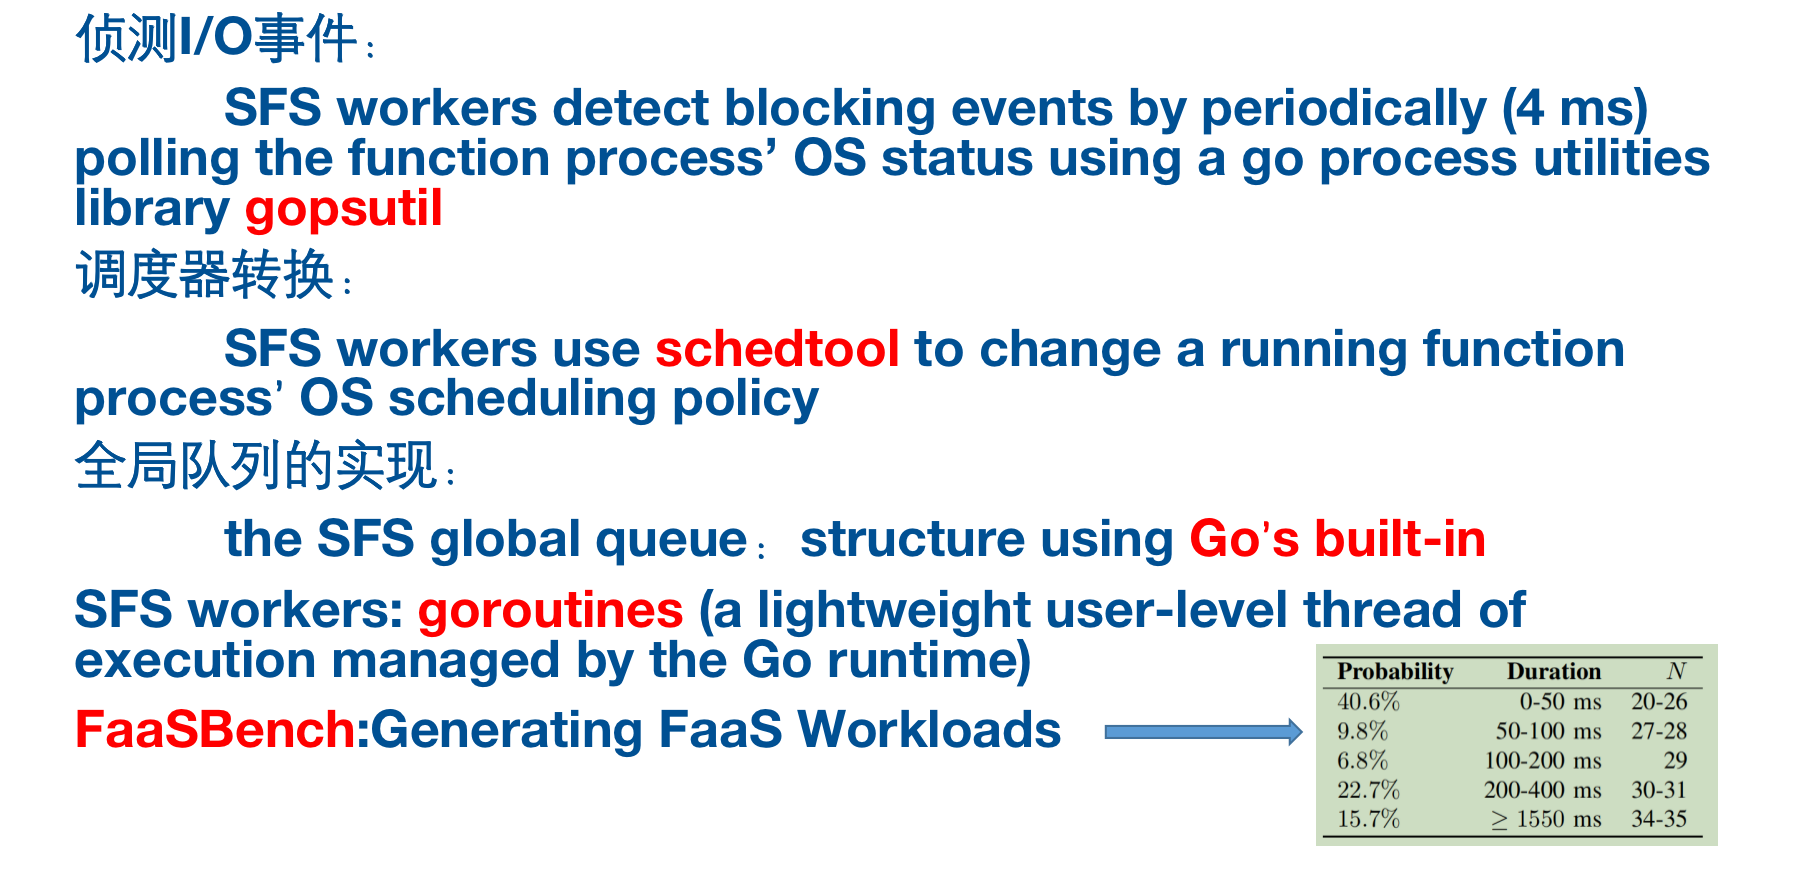 侦测I/O事件：
SFS workers detect blocking events by periodically (4 ms)
polling the function process’ OS status using a go process utilities
library gopsutil
调度器转换：
SFS workers use schedtool to change a running function
process’ OS scheduling policy
全局队列的实现：
the SFS global queue：structure using Go’s built-in
SFS workers: goroutines (a lightweight user-level thread of
execution managed by the Go runtime)
FaaSBench:Generating FaaS Workloads
Probability Duration N
40.6% 0-50 ms 20-26
9.8% 50-100 ms 27-28
6.8% 100-200 ms 29
22.7% 200-400 ms 30-31
15.7% ≥ 1550 ms 34-35